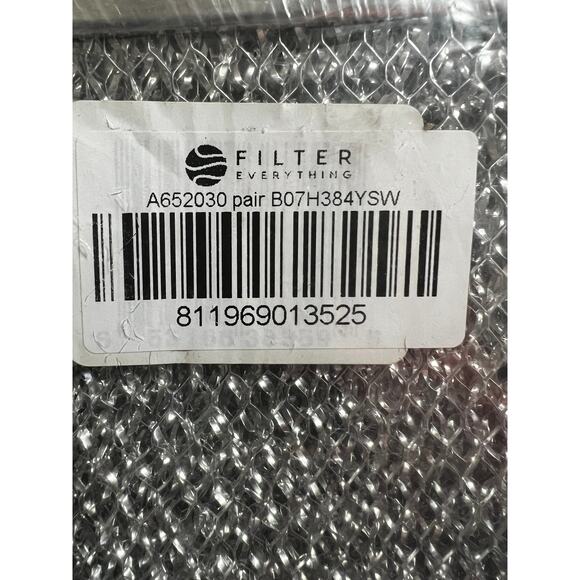 FILTER
EVERYTHING
A652030 pair B07H384YSW
811969013525